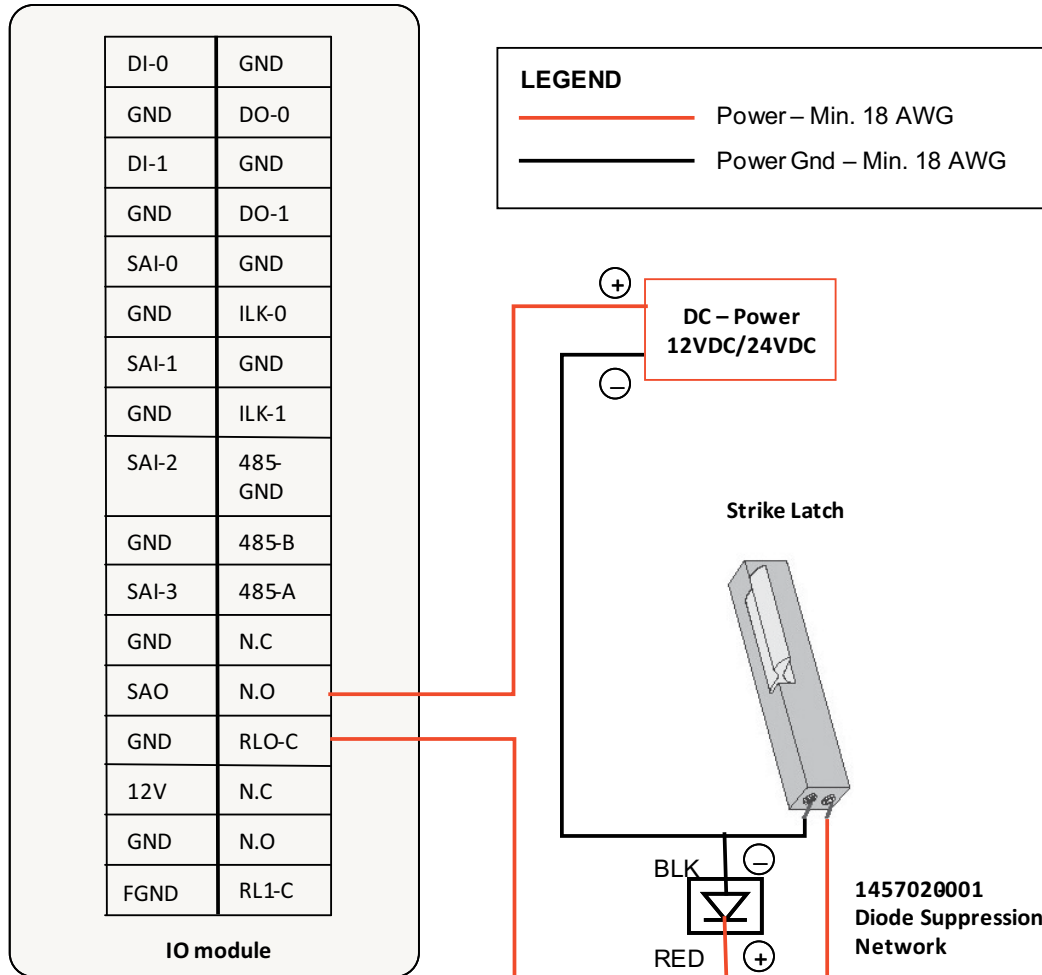 DI-0 GND
GND DO-0
DI-1 GND
GND DO-1
SAI-0 GND
GND ILK-0
SAI-1 GND
GND ILK-1
SAI-2 485-
GND
GND 485-B
SAI-3 485-A
GND N.C
SAO N.O
GND RLO-C
12V N.C
GND N.O
FGND RL1-C
IO module
LEGEND
Power – Min. 18 AWG
Power Gnd – Min. 18 AWG
+
DC – Power
12VDC/24VDC
–
Strike Latch
BLK –
RED +
1457020-001
Diode Suppression
Network